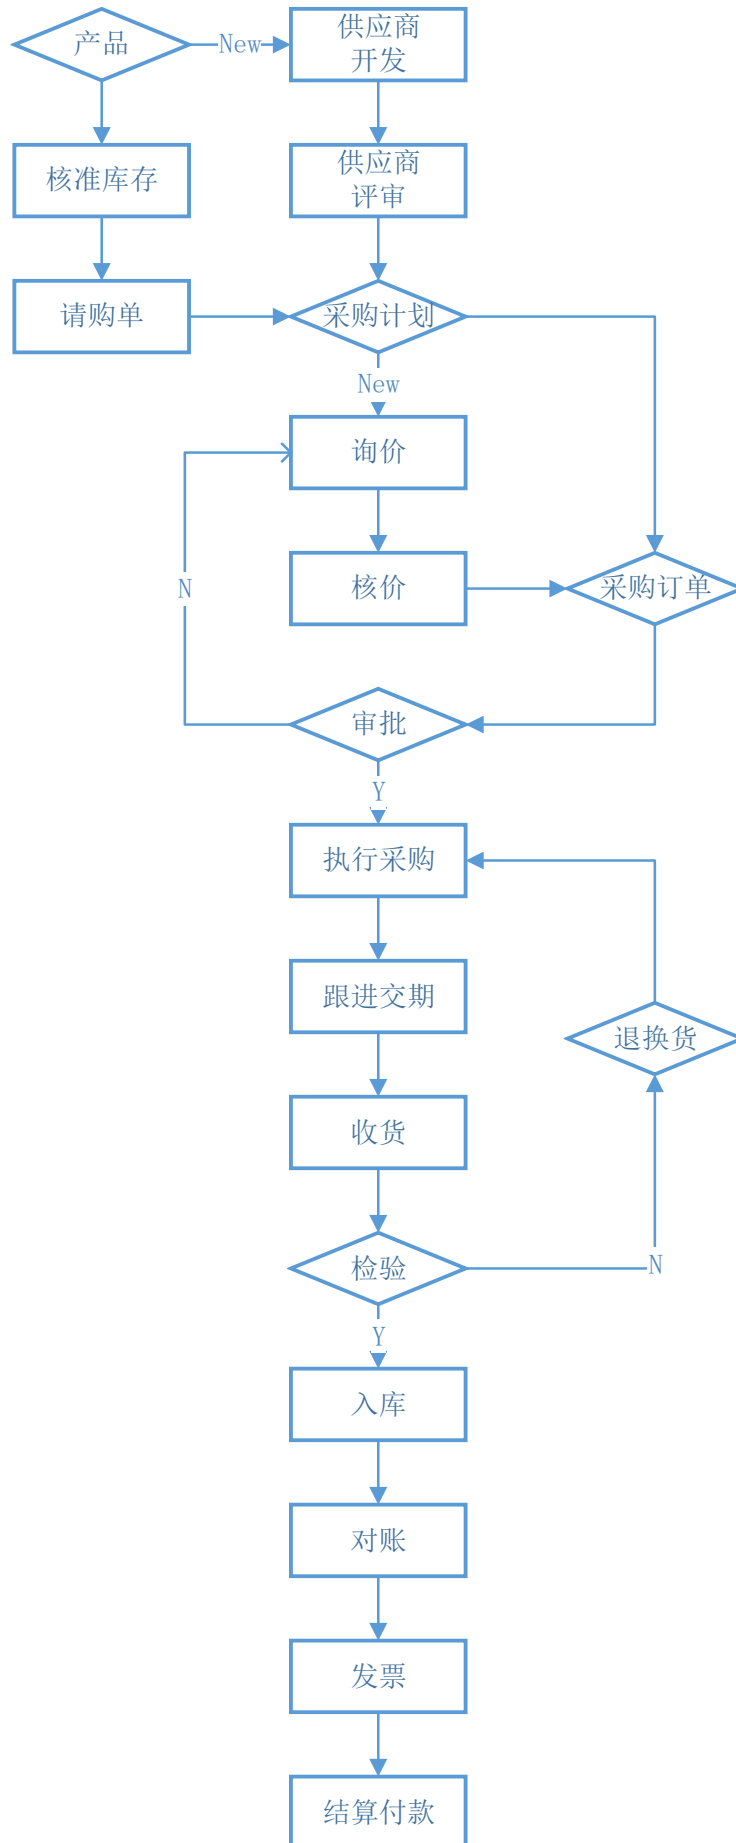 产品
New
供应商
开发
核准库存
供应商
评审
请购单
采购计划
New
询价
N
核价
采购订单
审批
Y
执行采购
跟进交期
退换货
收货
检验
N
Y
入库
对账
发票
结算付款